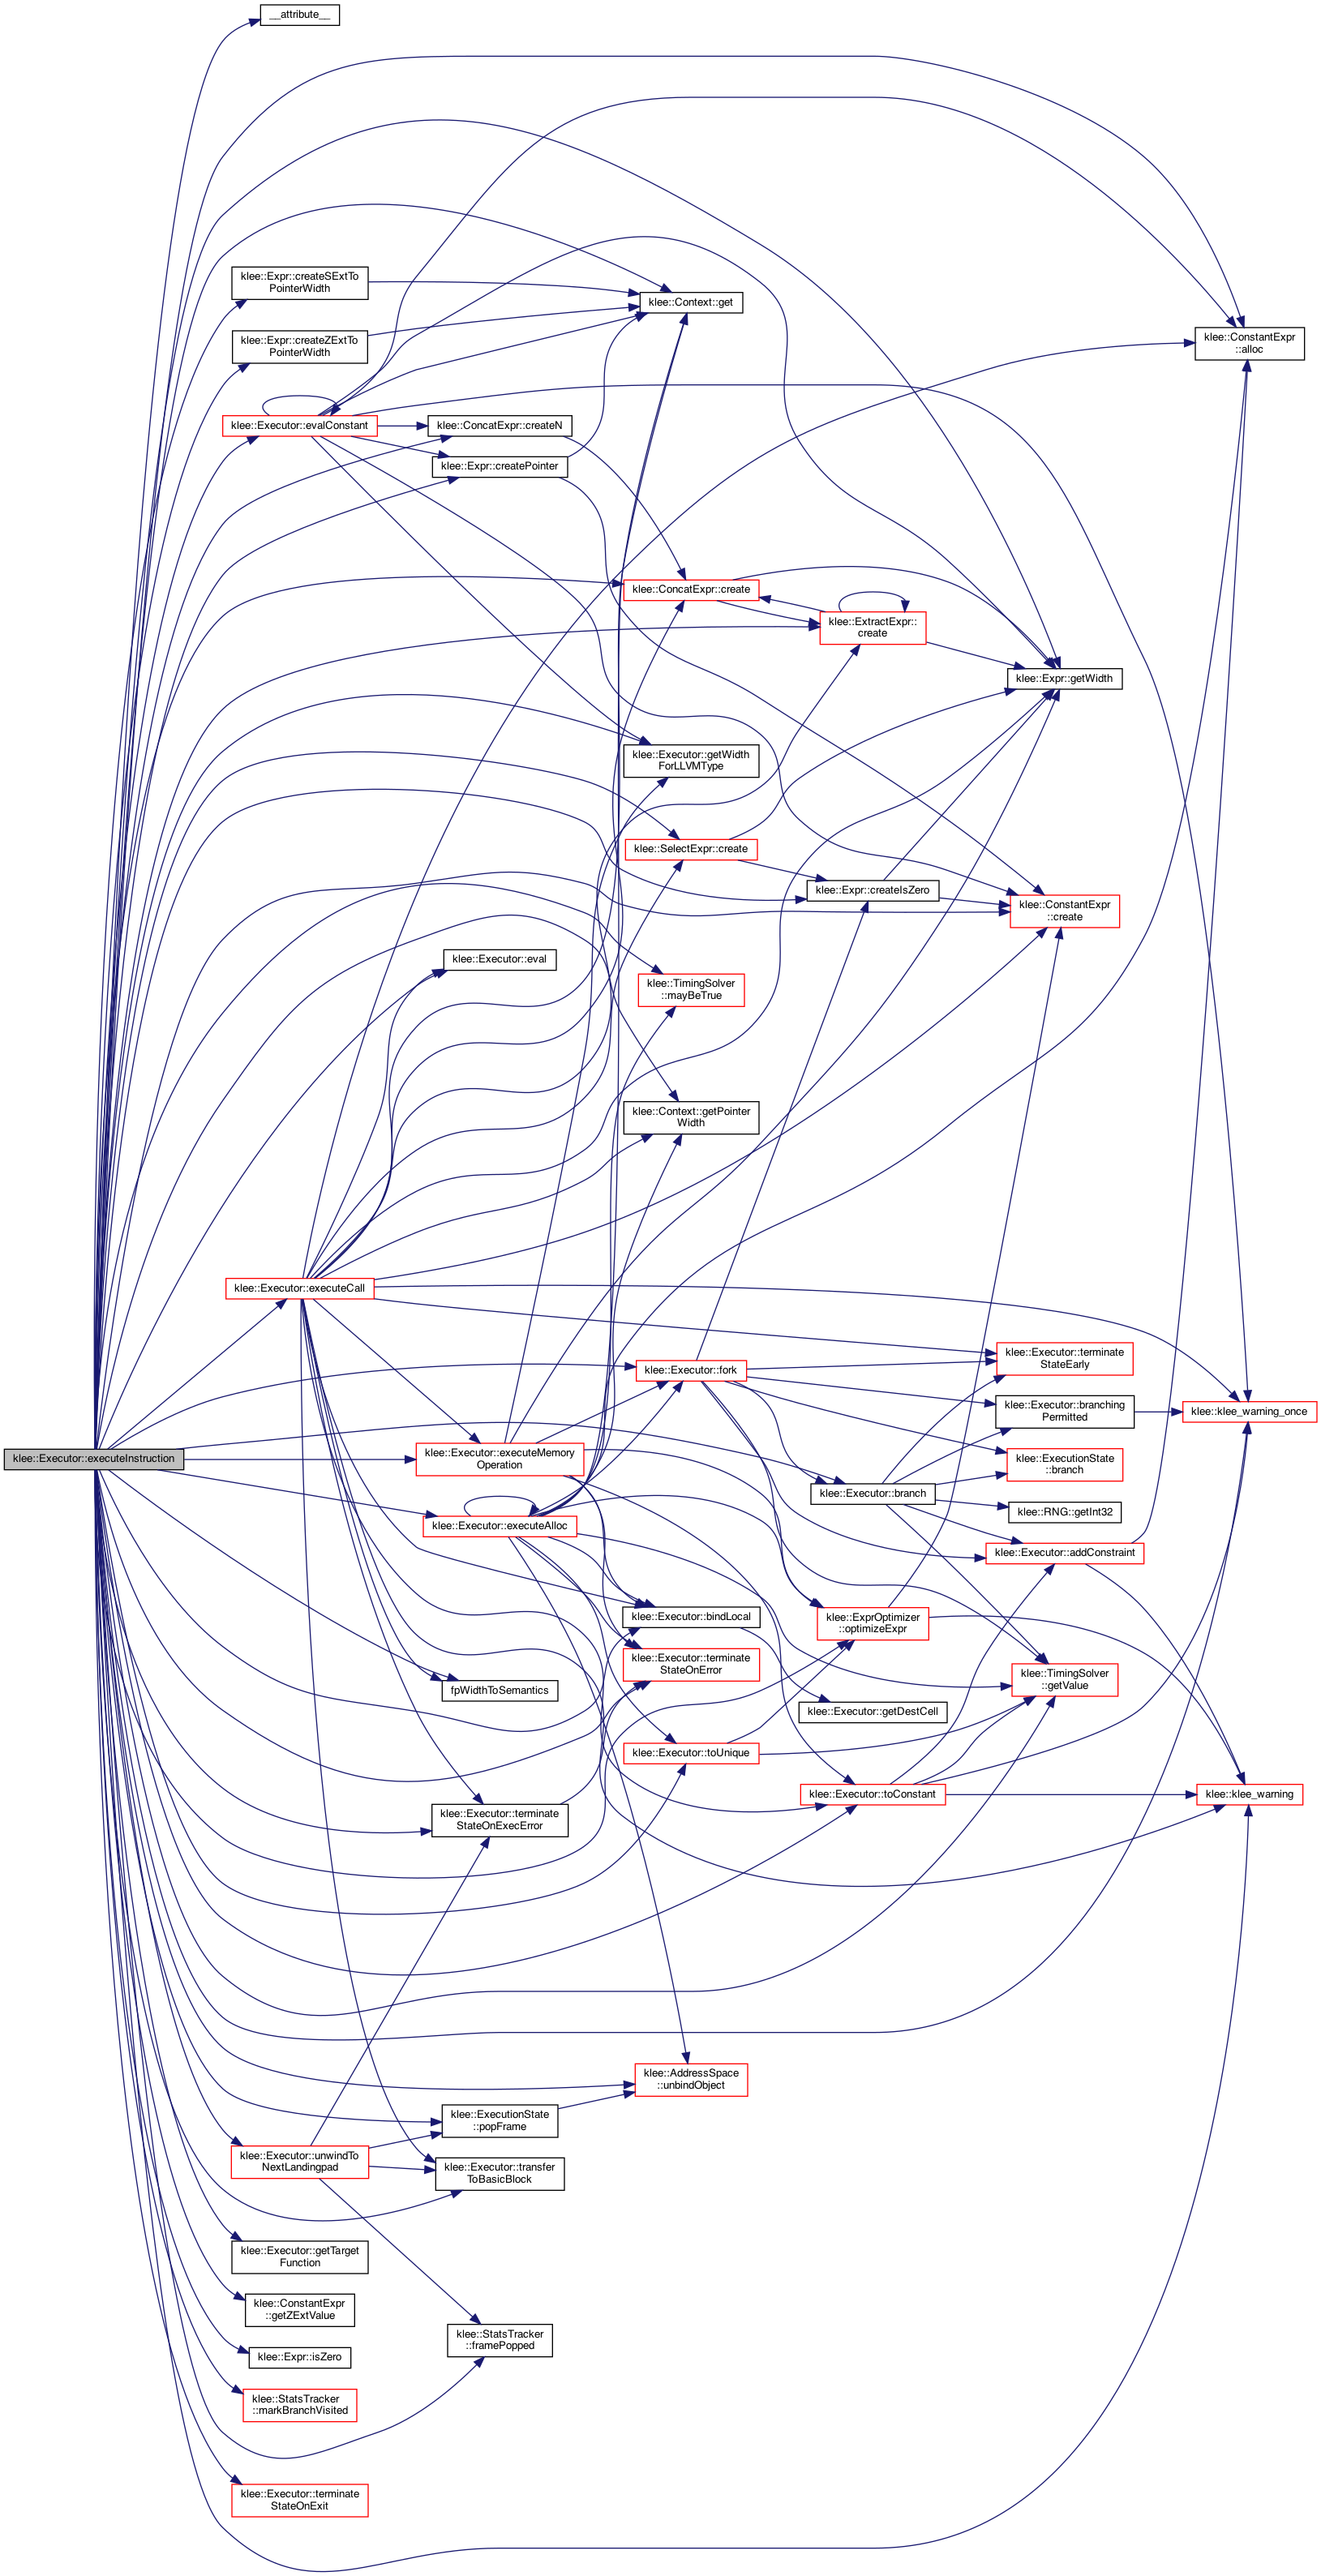 __attribute__
klee::Expr::createSExtTo
PointerWidth
klee::Context::get
klee::Expr::createZExtTo
PointerWidth
klee::ConstantExpr
::alloc
klee::Executor::evalConstant
klee::ConcatExpr::createN
klee::Expr::createPointer
klee::ConcatExpr::create
klee::ExtractExpr::
create
klee::Expr::getWidth
klee::Executor::getWidth
ForLLVMType
klee::SelectExpr::create
klee::Expr::createIsZero
klee::ConstantExpr
::create
klee::Executor::eval
klee::TimingSolver
::mayBeTrue
klee::Context::getPointer
Width
klee::Executor::executeCall
klee::Executor::fork
klee::Executor::terminate
StateEarly
klee::Executor::branching
Permitted
klee::klee_warning_once
klee::Executor::executeInstruction
klee::Executor::executeMemory
Operation
klee::ExecutionState
::branch
klee::Executor::branch
klee::RNG::getInt32
klee::Executor::executeAlloc
klee::Executor::addConstraint
klee::Executor::bindLocal
klee::ExprOptimizer
::optimizeExpr
klee::Executor::terminate
StateOnError
klee::TimingSolver
::getValue
fpWidthToSemantics
klee::Executor::getDestCell
klee::Executor::toUnique
klee::Executor::toConstant
klee::klee_warning
klee::Executor::terminate
StateOnExecError
klee::AddressSpace
::unbindObject
klee::ExecutionState
::popFrame
klee::Executor::unwindTo
NextLandingpad
klee::Executor::transfer
ToBasicBlock
klee::Executor::getTarget
Function
klee::ConstantExpr
::getZExtValue
klee::StatsTracker
::framePopped
klee::Expr::isZero
klee::StatsTracker
::markBranchVisited
klee::Executor::terminate
StateOnExit